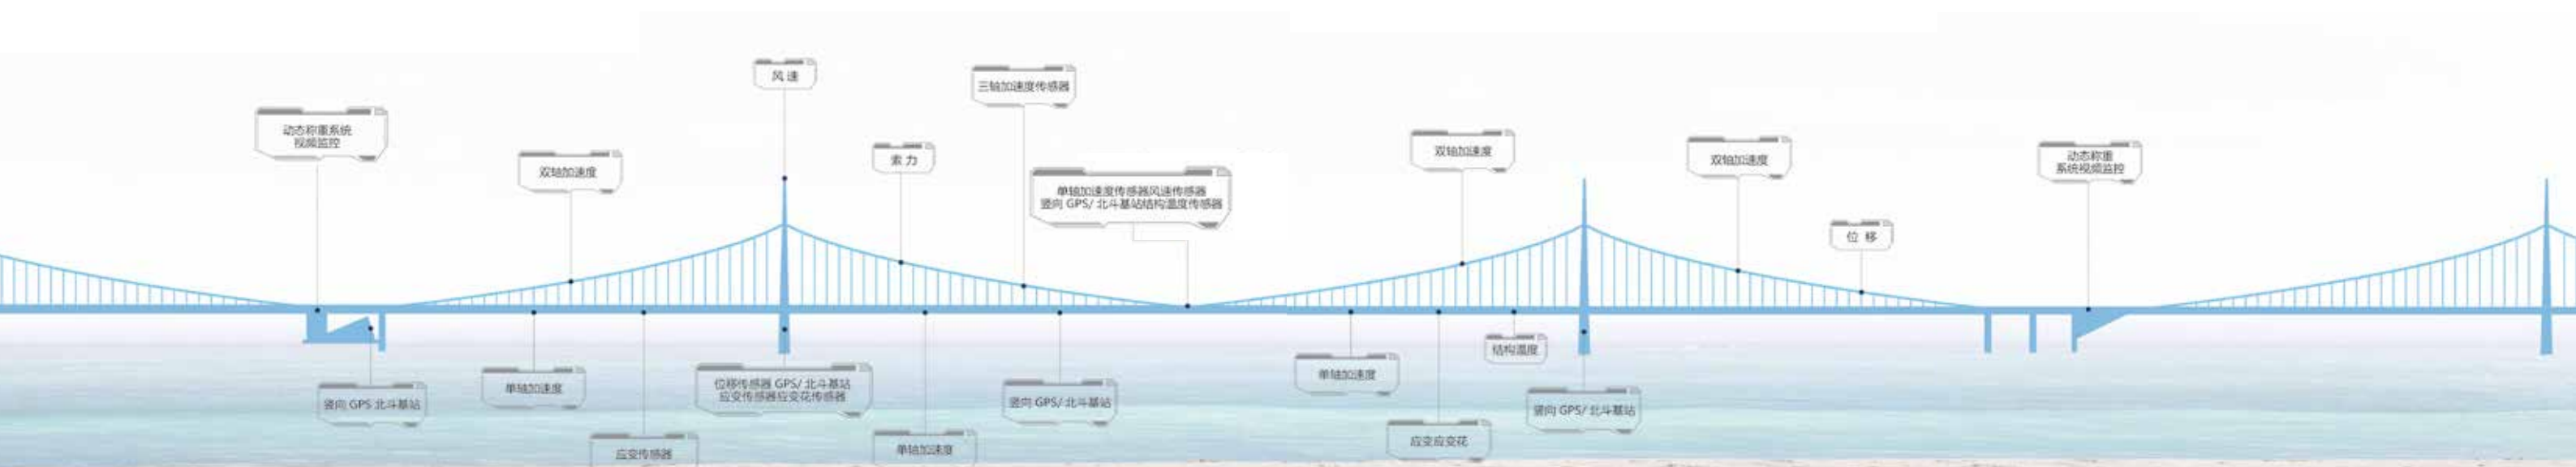 风 速
三轴加速度传感器
动态称重系统
视频监控
双轴加速度
索 力
双轴加速度
双轴加速度
动态称重
系统视频监控
单轴加速度传感器风速传感器
竖向 GPS/ 北斗基站结构温度传感器
位 移
结构温度
竖向 GPS 北斗基站
单轴加速度
位移传感器 GPS/ 北斗基站
应变传感器应变花传感器
竖向 GPS/ 北斗基站
单轴加速度
竖向 GPS/ 北斗基站
应变传感器
单轴加速度
应变应变花